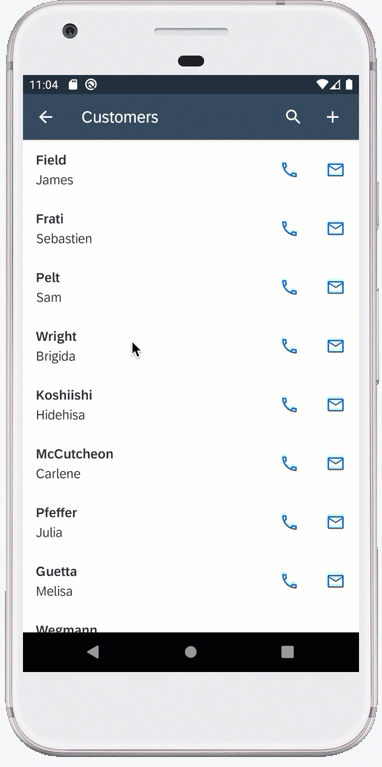 11:04
Customers
Field
James
Frati
Sebastien
Pelt
Sam
Wright
Brigida
Koshiishi
Hidehisa
McCutcheon
Carlene
Pfeffer
Julia
Guetta
Melisa
Wegmann